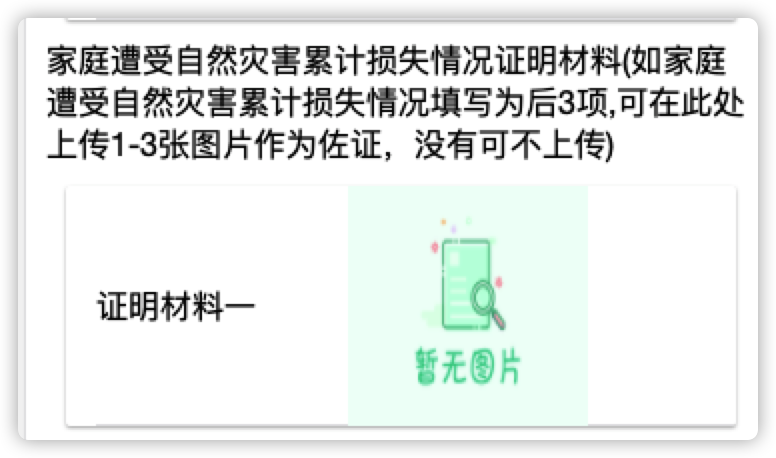 家庭遭受自然灾害累计损失情况证明材料(如家庭
遭受自然灾害累计损失情况填写为后3项,可在此处
上传1-3张图片作为佐证，没有可不上传)
证明材料一
暂无图片